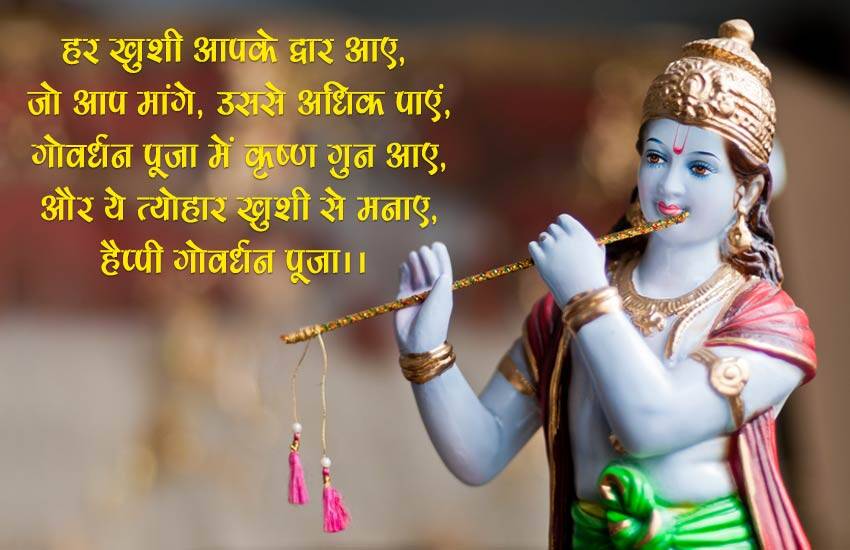 हर खुशी आपके द्वार आए,
जो आप मांगे, उससे अधिक पाएं,
गोवर्धन पूजा में कृष्ण गुन आए,
और ये त्योहार खुशी से मनाए,
हैप्पी गोवर्धन पूजा।।